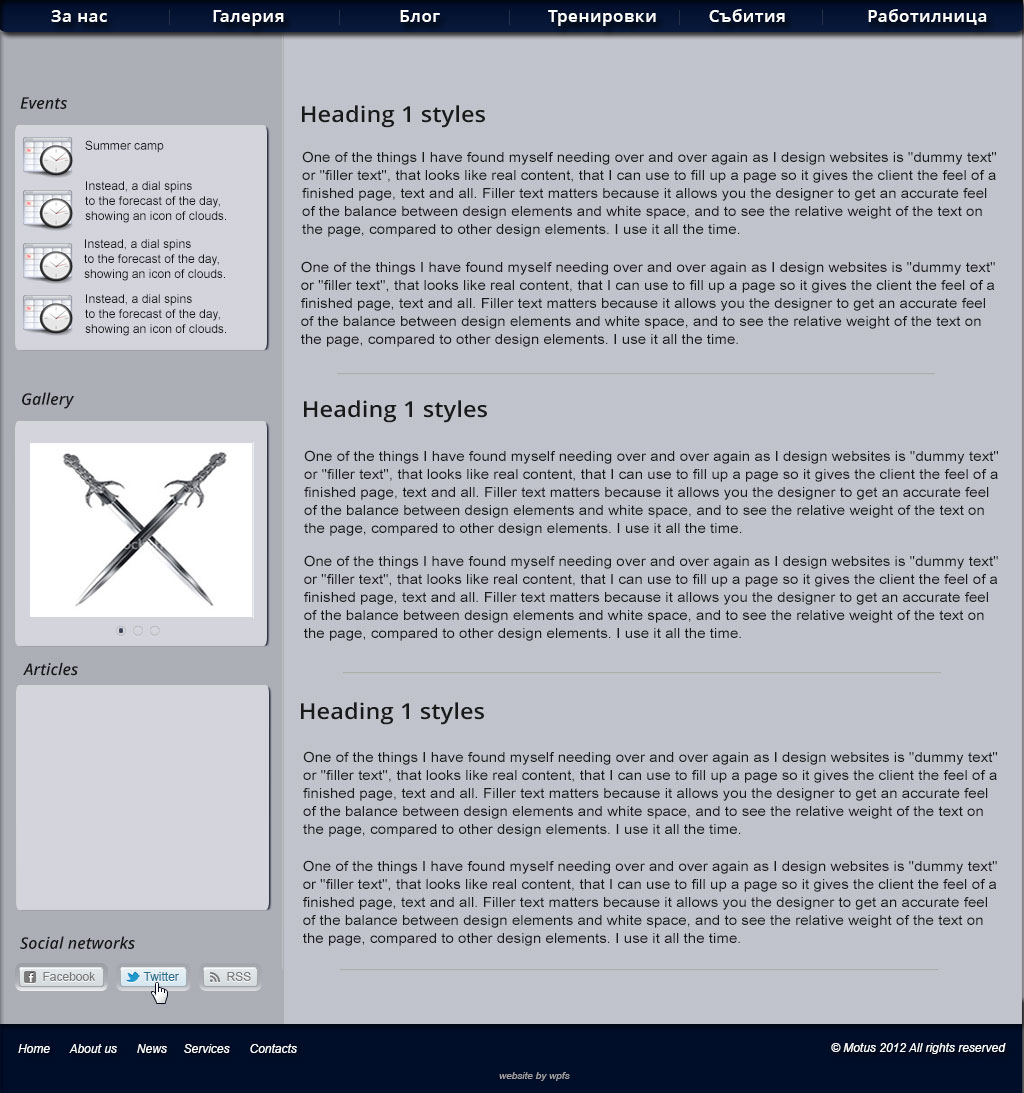 За нас Галерия Блог Тренировки Събития Работилница
Events
Summer camp
Instead, a dial spins
to the forecast of the day,
showing an icon of clouds.
Instead, a dial spins
to the forecast of the day,
showing an icon of clouds.
Instead, a dial spins
to the forecast of the day,
showing an icon of clouds.
Gallery
Articles
Social networks
Facebook Twitter RSS
Heading 1 styles
One of the things I have found myself needing over and over again as I design websites is "dummy text"
or "filler text", that looks like real content, that I can use to fill up a page so it gives the client the feel of a
finished page, text and all. Filler text matters because it allows you the designer to get an accurate feel
of the balance between design elements and white space, and to see the relative weight of the text on
the page, compared to other design elements. I use it all the time.
One of the things I have found myself needing over and over again as I design websites is "dummy text"
or "filler text", that looks like real content, that I can use to fill up a page so it gives the client the feel of a
finished page, text and all. Filler text matters because it allows you the designer to get an accurate feel
of the balance between design elements and white space, and to see the relative weight of the text on
the page, compared to other design elements. I use it all the time.
Heading 1 styles
One of the things I have found myself needing over and over again as I design websites is "dummy text"
or "filler text", that looks like real content, that I can use to fill up a page so it gives the client the feel of a
finished page, text and all. Filler text matters because it allows you the designer to get an accurate feel
of the balance between design elements and white space, and to see the relative weight of the text on
the page, compared to other design elements. I use it all the time.
One of the things I have found myself needing over and over again as I design websites is "dummy text"
or "filler text", that looks like real content, that I can use to fill up a page so it gives the client the feel of a
finished page, text and all. Filler text matters because it allows you the designer to get an accurate feel
of the balance between design elements and white space, and to see the relative weight of the text on
the page, compared to other design elements. I use it all the time.
Heading 1 styles
One of the things I have found myself needing over and over again as I design websites is "dummy text"
or "filler text", that looks like real content, that I can use to fill up a page so it gives the client the feel of a
finished page, text and all. Filler text matters because it allows you the designer to get an accurate feel
of the balance between design elements and white space, and to see the relative weight of the text on
the page, compared to other design elements. I use it all the time.
One of the things I have found myself needing over and over again as I design websites is "dummy text"
or "filler text", that looks like real content, that I can use to fill up a page so it gives the client the feel of a
finished page, text and all. Filler text matters because it allows you the designer to get an accurate feel
of the balance between design elements and white space, and to see the relative weight of the text on
the page, compared to other design elements. I use it all the time.
Home About us News Services Contacts
© Motus 2012 All rights reserved
website by wpfs